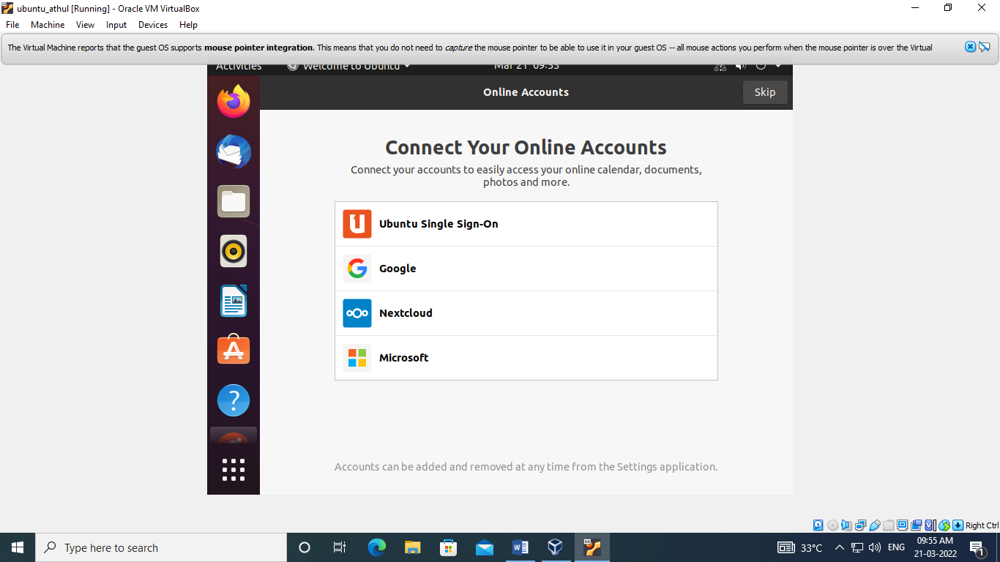 ubuntu_athul [Running] - Oracle VM VirtualBox
File Machine View Input Devices Help
The Virtual Machine reports that the guest OS supports mouse pointer integration. This means that you do not need to capture the mouse pointer to be able to use it in your guest OS -- all mouse actions you perform when the mouse pointer is over the Virtual
Activities Welcome to Ubuntu Mar 21 09:55
Online Accounts Skip
Connect Your Online Accounts
Connect your accounts to easily access your online calendar, documents,
photos and more.
Ubuntu Single Sign-On
Google
Nextcloud
Microsoft
Accounts can be added and removed at any time from the Settings application.
Right Ctrl
Type here to search
33°C ENG
09:55 AM
21-03-2022
1